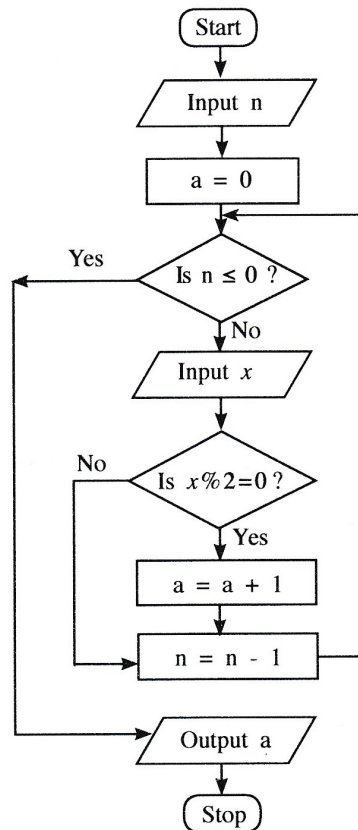 Start
Input n
a = 0
Yes
Is n ≤ 0 ?
No
Input x
No
Is x%2=0 ?
Yes
a = a + 1
n = n - 1
Output a
Stop